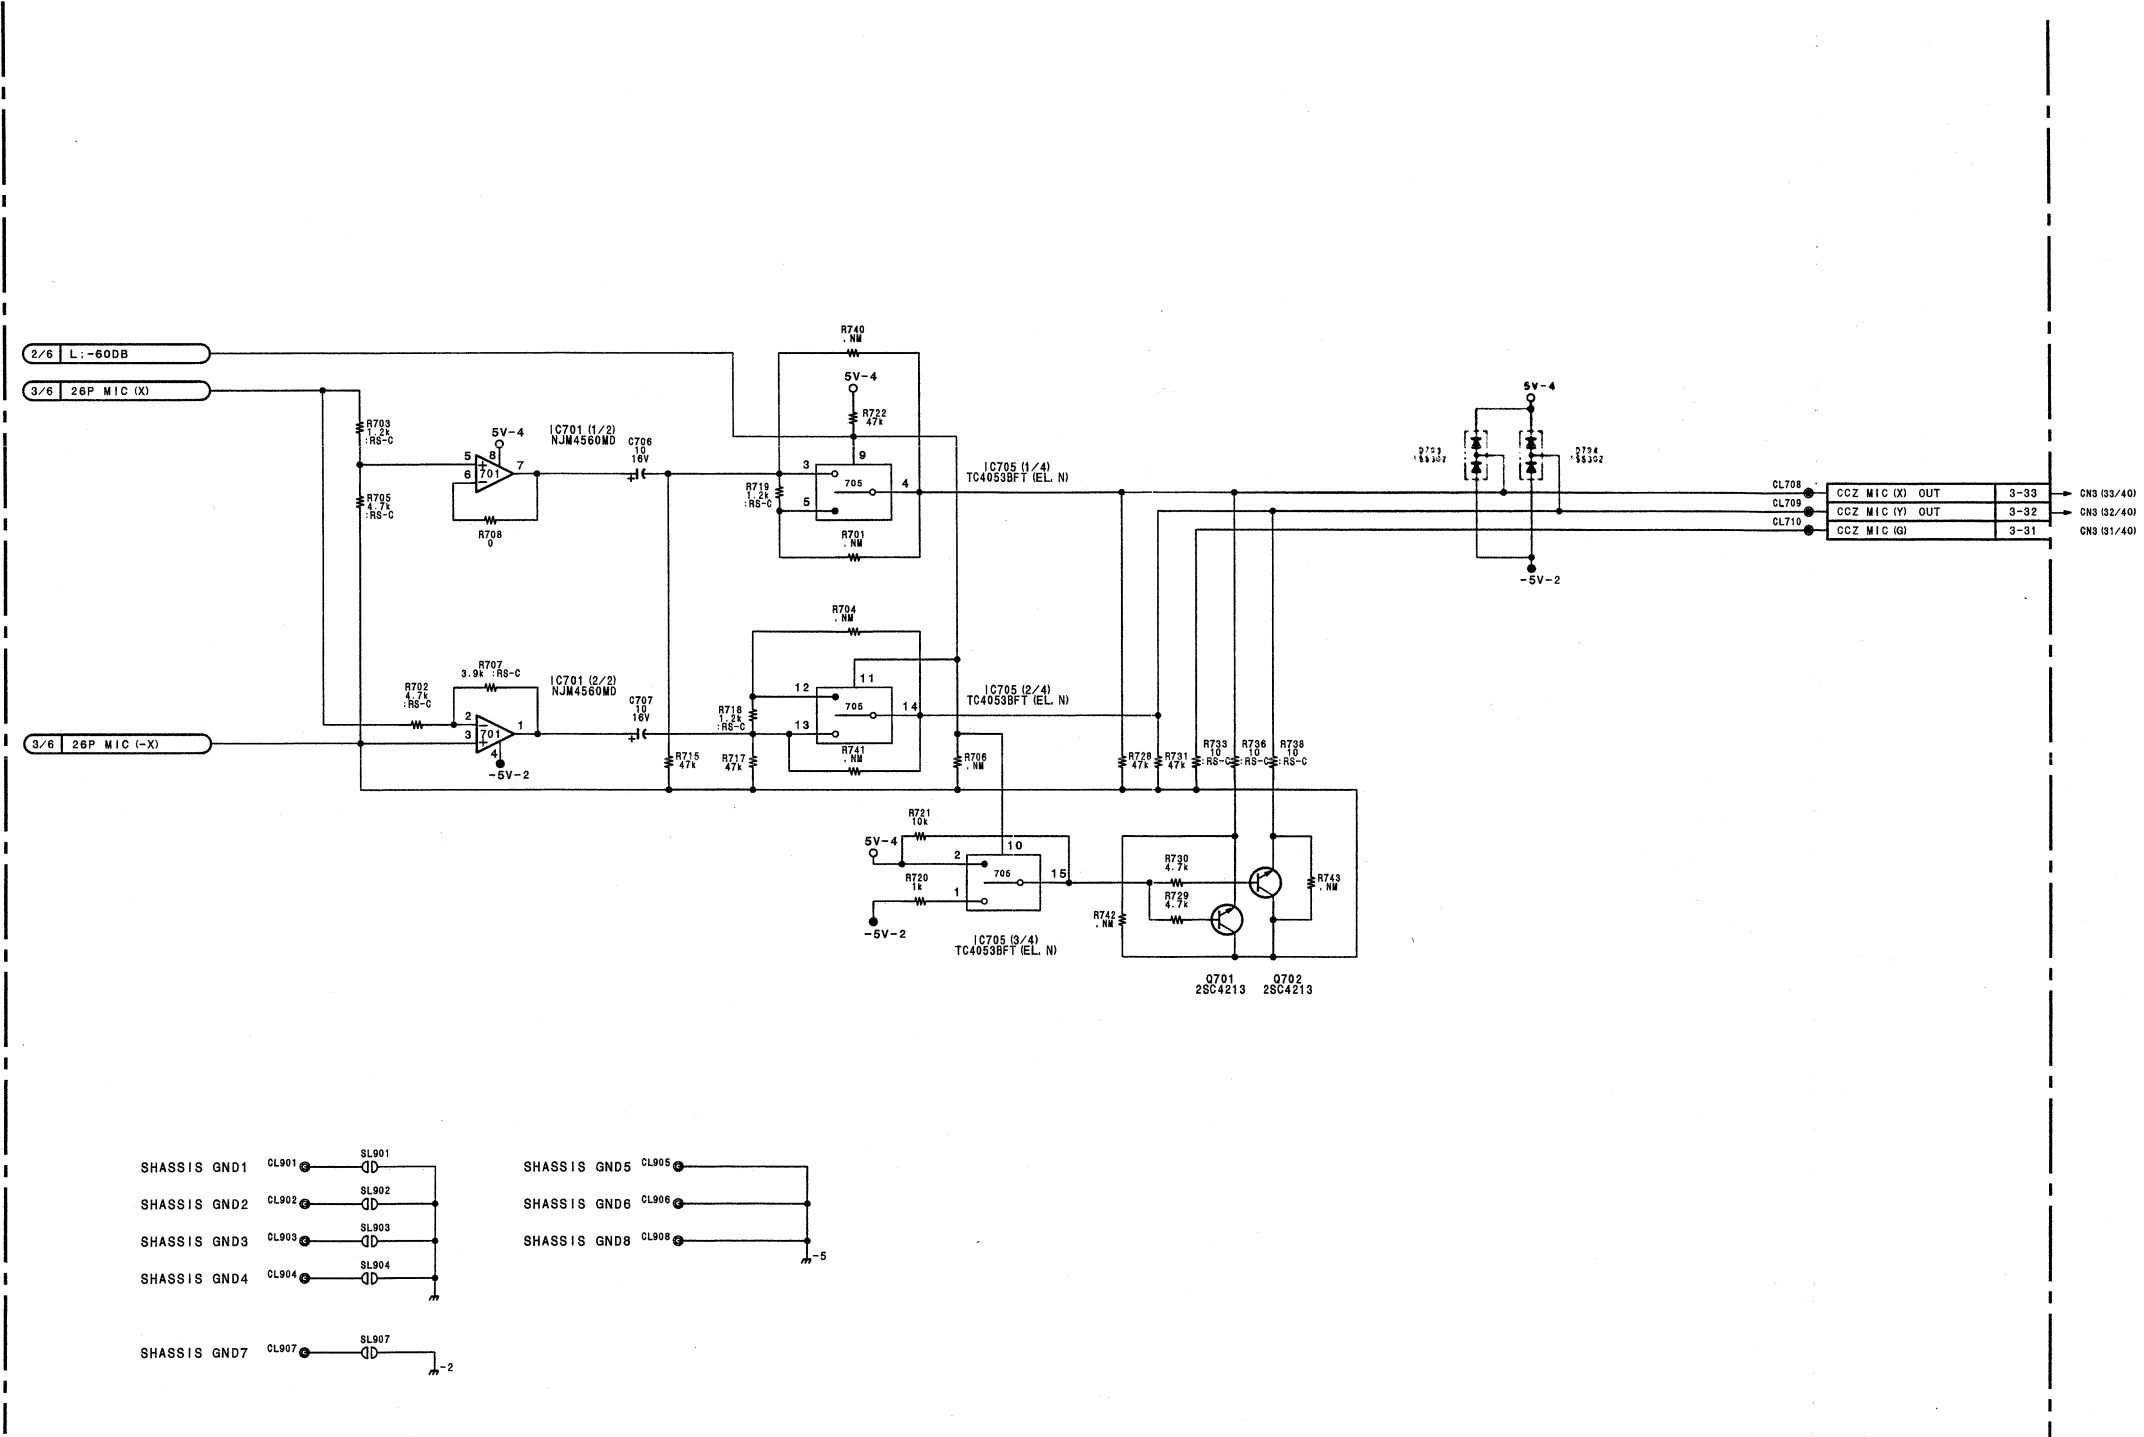 2/6 L;-60DB
3/6 26P MIC (X)
R703
1.2k
:RS-C
R705
4.7k
:RS-C
5V-4
5
6
8
7
701
R708
0
IC701 (1/2)
NJM4560MD
C706
10
16V
R740
.NM
5V-4
R722
47k
9
3
5
4
705
R719
1.2k
:RS-C
R701
.NM
IC705 (1/4)
TC4053BFT (EL. N)
5V-4
-5V-2
CL708
CCZ MIC (X) OUT 3-33 CN3 (33/40)
CL709
CCZ MIC (Y) OUT 3-32 CN3 (32/40)
CL710
CCZ MIC (G) 3-31 CN3 (31/40)
R704
.NM
3/6 26P MIC (-X)
R702
4.7k
:RS-C
R707
3.9k :RS-C
2
3
4
1
701
-5V-2
IC701 (2/2)
NJM4560MD
C707
10
16V
R715
47k
R718
1.2k
:RS-C
R717
47k
12
13
11
14
705
R741
.NM
IC705 (2/4)
TC4053BFT (EL. N)
R706
.NM
R728
47k
R731
47k
R733
10
:RS-C
R736
10
:RS-C
R738
10
:RS-C
R721
10k
5V-4
2
10
R720
1k
1
705
15
-5V-2
IC705 (3/4)
TC4053BFT (EL. N)
R730
4.7k
R729
4.7k
R742
.NM
R743
.NM
Q701
2SC4213
Q702
2SC4213
SHASSIS GND1 CL901 SL901
SHASSIS GND2 CL902 SL902
SHASSIS GND3 CL903 SL903
SHASSIS GND4 CL904 SL904
SHASSIS GND7 CL907 SL907
-2
SHASSIS GND5 CL905
SHASSIS GND6 CL906
SHASSIS GND8 CL908
-5